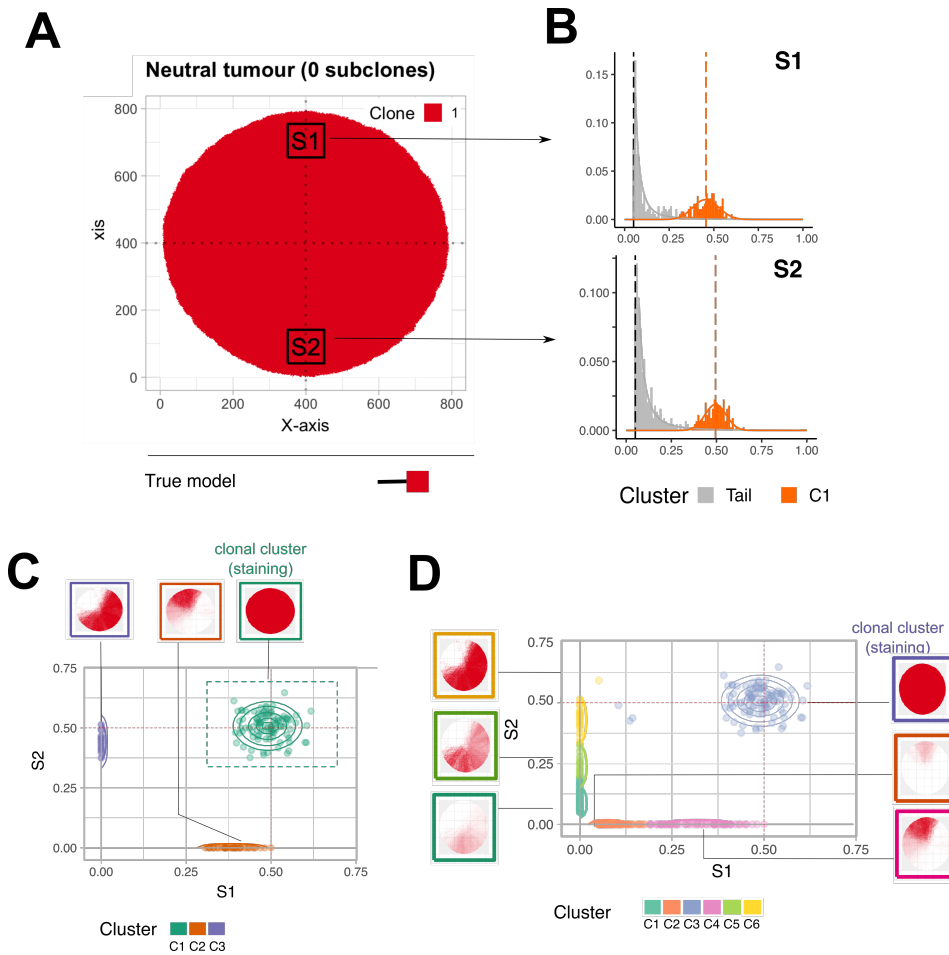 A
Neutral tumour (0 subclones)
Clone 1
S1
S2
xis
800
600
400
200
0
0 200 400 600 800
X-axis
True model
B
S1
0.15
0.10
0.05
0.00
0.00 0.25 0.50 0.75 1.00
S2
0.100
0.050
0.000
0.00 0.25 0.50 0.75 1.00
Cluster Tail C1
C
clonal cluster
(staining)
S2
0.75
0.50
0.25
0.00
0.00 0.25 0.50 0.75
S1
Cluster
C1 C2 C3
D
clonal cluster
(staining)
S2
0.75
0.50
0.25
0.00
0.00 0.25 0.50 0.75
S1
Cluster
C1 C2 C3 C4 C5 C6